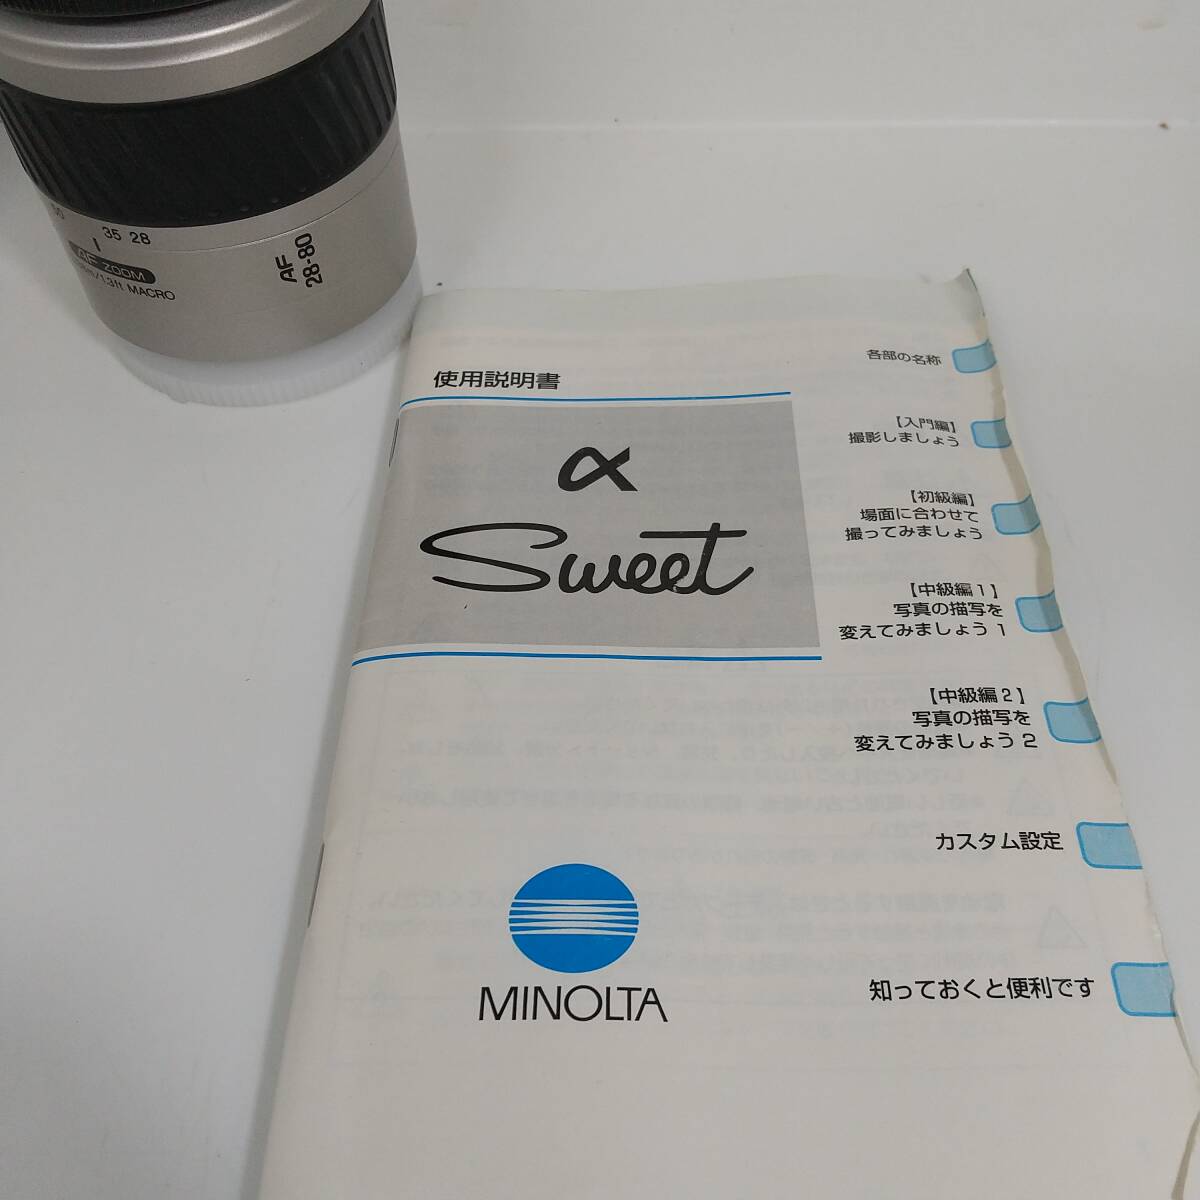 35 28
AF ZOOM
/1.3ft MACRO
AF
28-80
使用説明書
α
Sweet
各部の名称
【入門編】
撮影しましょう
【初級編】
場面に合わせて
撮ってみましょう
【中級編1】
写真の描写を
変えてみましょう 1
【中級編2】
写真の描写を
変えてみましょう 2
カスタム設定
知っておくと便利です
MINOLTA